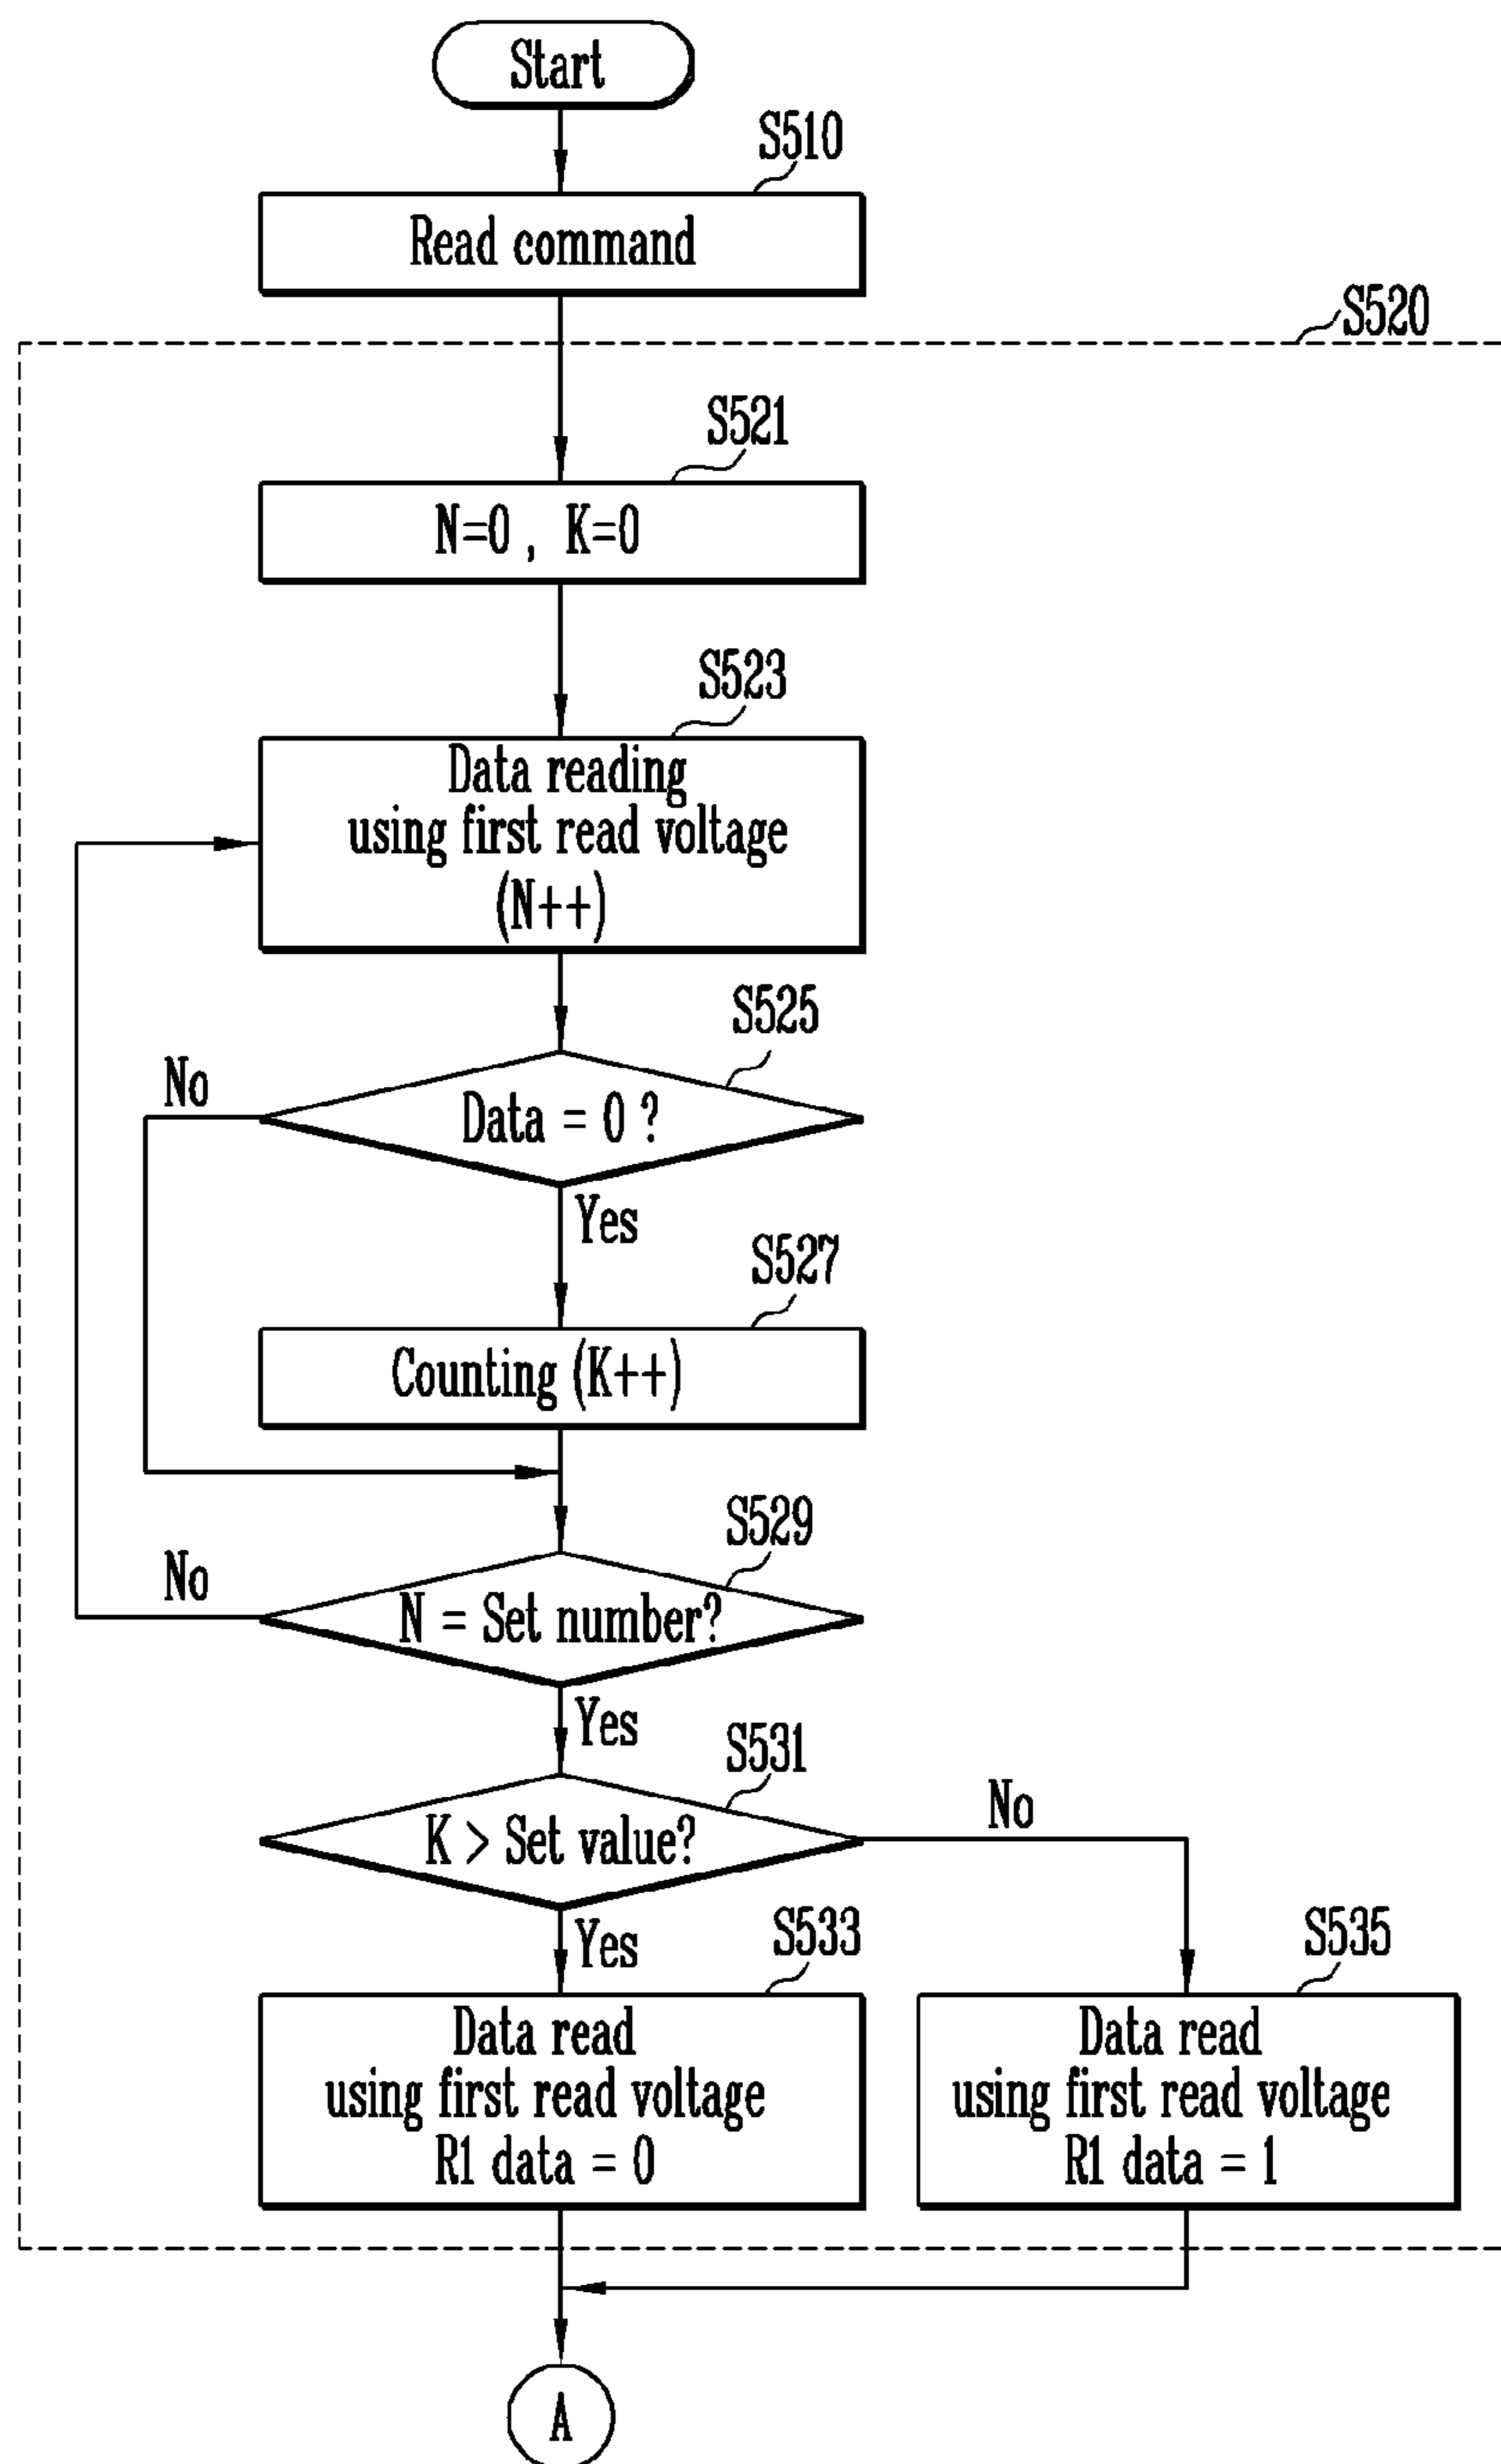 Start
S510
Read command
S520
S521
N=0 , K=0
S523
Data reading
using first read voltage
(N++)
S525
No
Data = 0 ?
Yes
S527
Counting (K++)
S529
No
N = Set number?
Yes
S531
No
K > Set value?
Yes
S533
S535
Data read
using first read voltage
R1 data = 0
Data read
using first read voltage
R1 data = 1
A